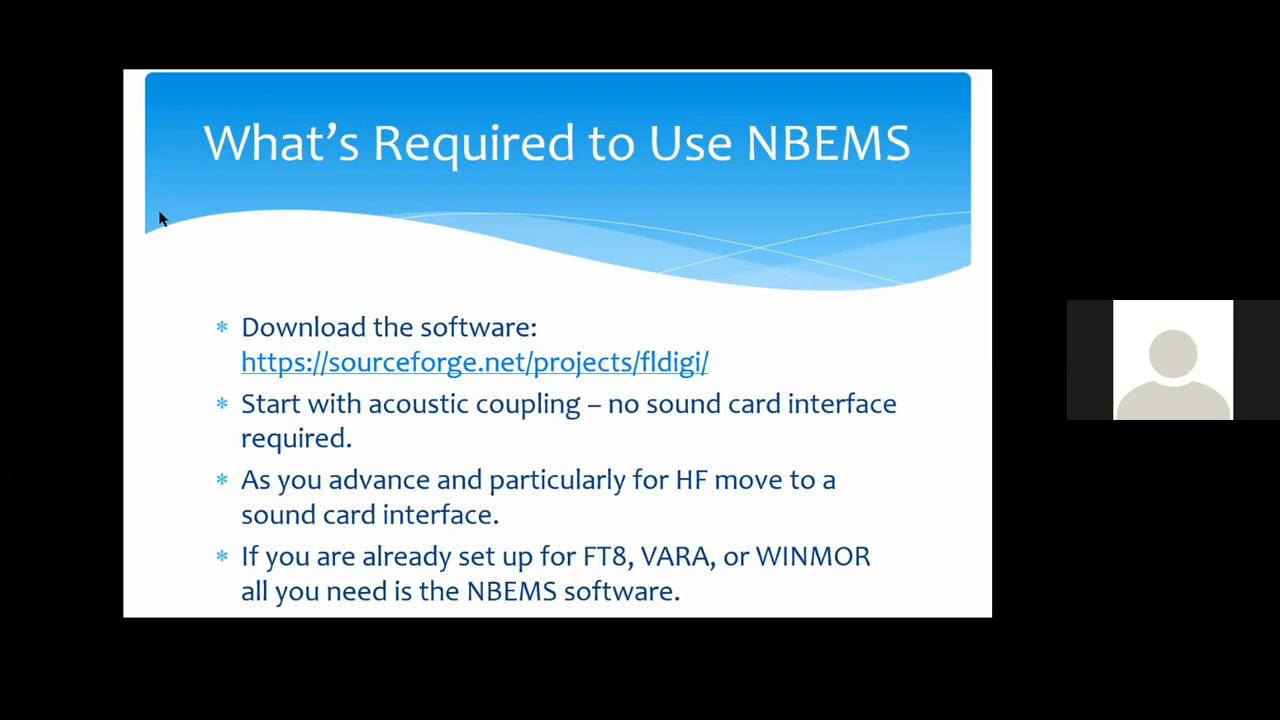 What's Required to Use NBEMS
* Download the software:
https://sourceforge.net/projects/fldigi/
* Start with acoustic coupling – no sound card interface
required.
* As you advance and particularly for HF move to a
sound card interface.
* If you are already set up for FT8, VARA, or WINMOR
all you need is the NBEMS software.